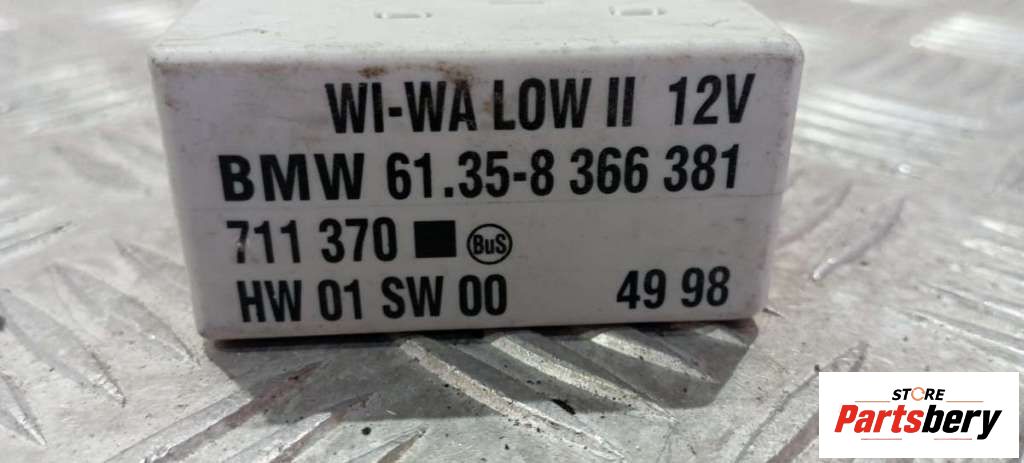 WI-WA LOW II 12V
BMW 61.35-8 366 381
711 370 BuS
HW 01 SW 00 49 98
STORE
Partsbery